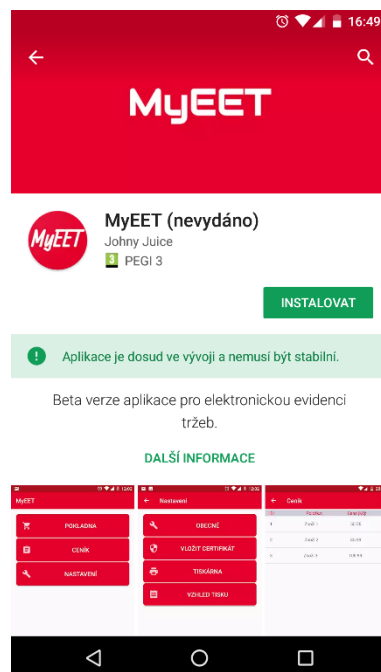 16:49
MyEET
MyEET
MyEET (nevydáno)
Johny Juice
3 PEGI 3
INSTALOVAT
Aplikace je dosud ve vývoji a nemusí být stabilní.
Beta verze aplikace pro elektronickou evidenci
tržeb.
DALŠÍ INFORMACE
MyEET
POKLADNA
CENÍK
NASTAVENÍ
Nastavení
OBECNÉ
VLOŽIT CERTIFIKÁT
TISKÁRNA
VZHLED TISKU
Ceník